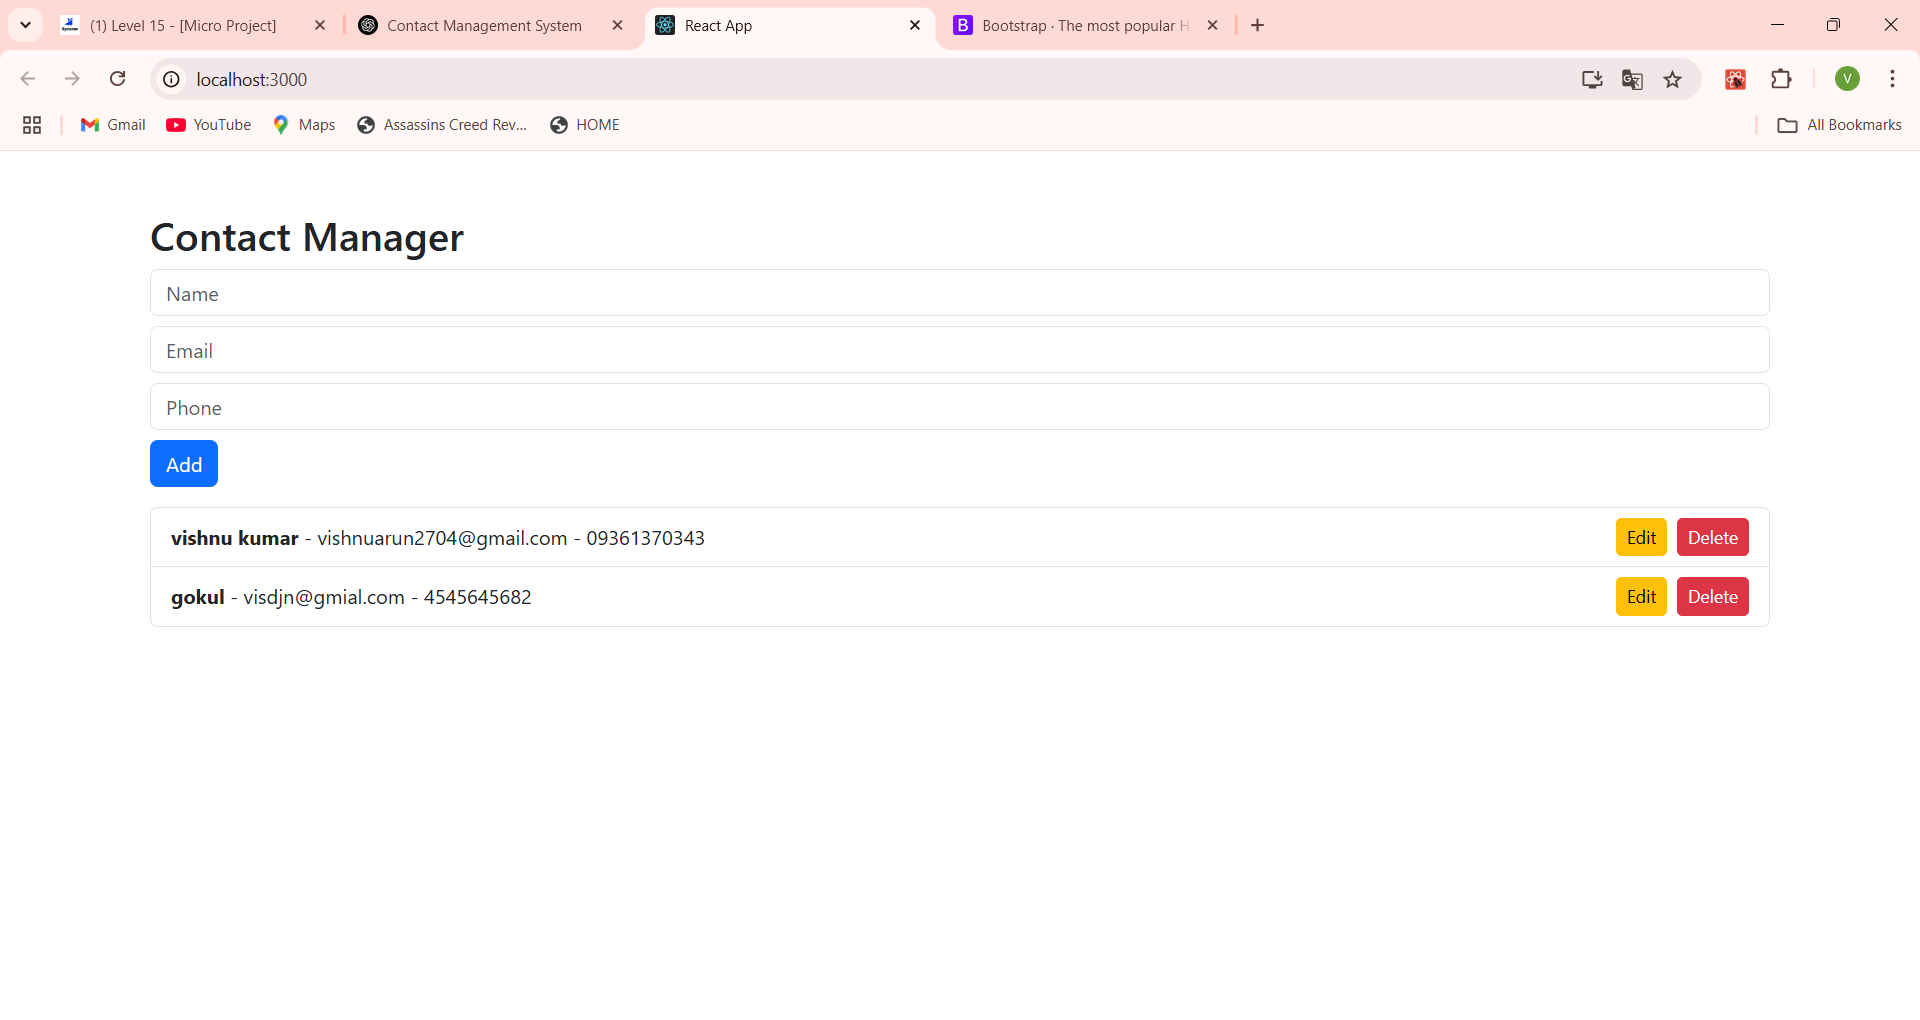 (1) Level 15 - [Micro Project]
Contact Management System
React App
Bootstrap · The most popular H
localhost:3000
V
Gmail
YouTube
Maps
Assassins Creed Rev...
HOME
All Bookmarks
Contact Manager
Name
Email
Phone
Add
vishnu kumar - vishnuarun2704@gmail.com - 09361370343 Edit Delete
gokul - visdjn@gmial.com - 4545645682 Edit Delete